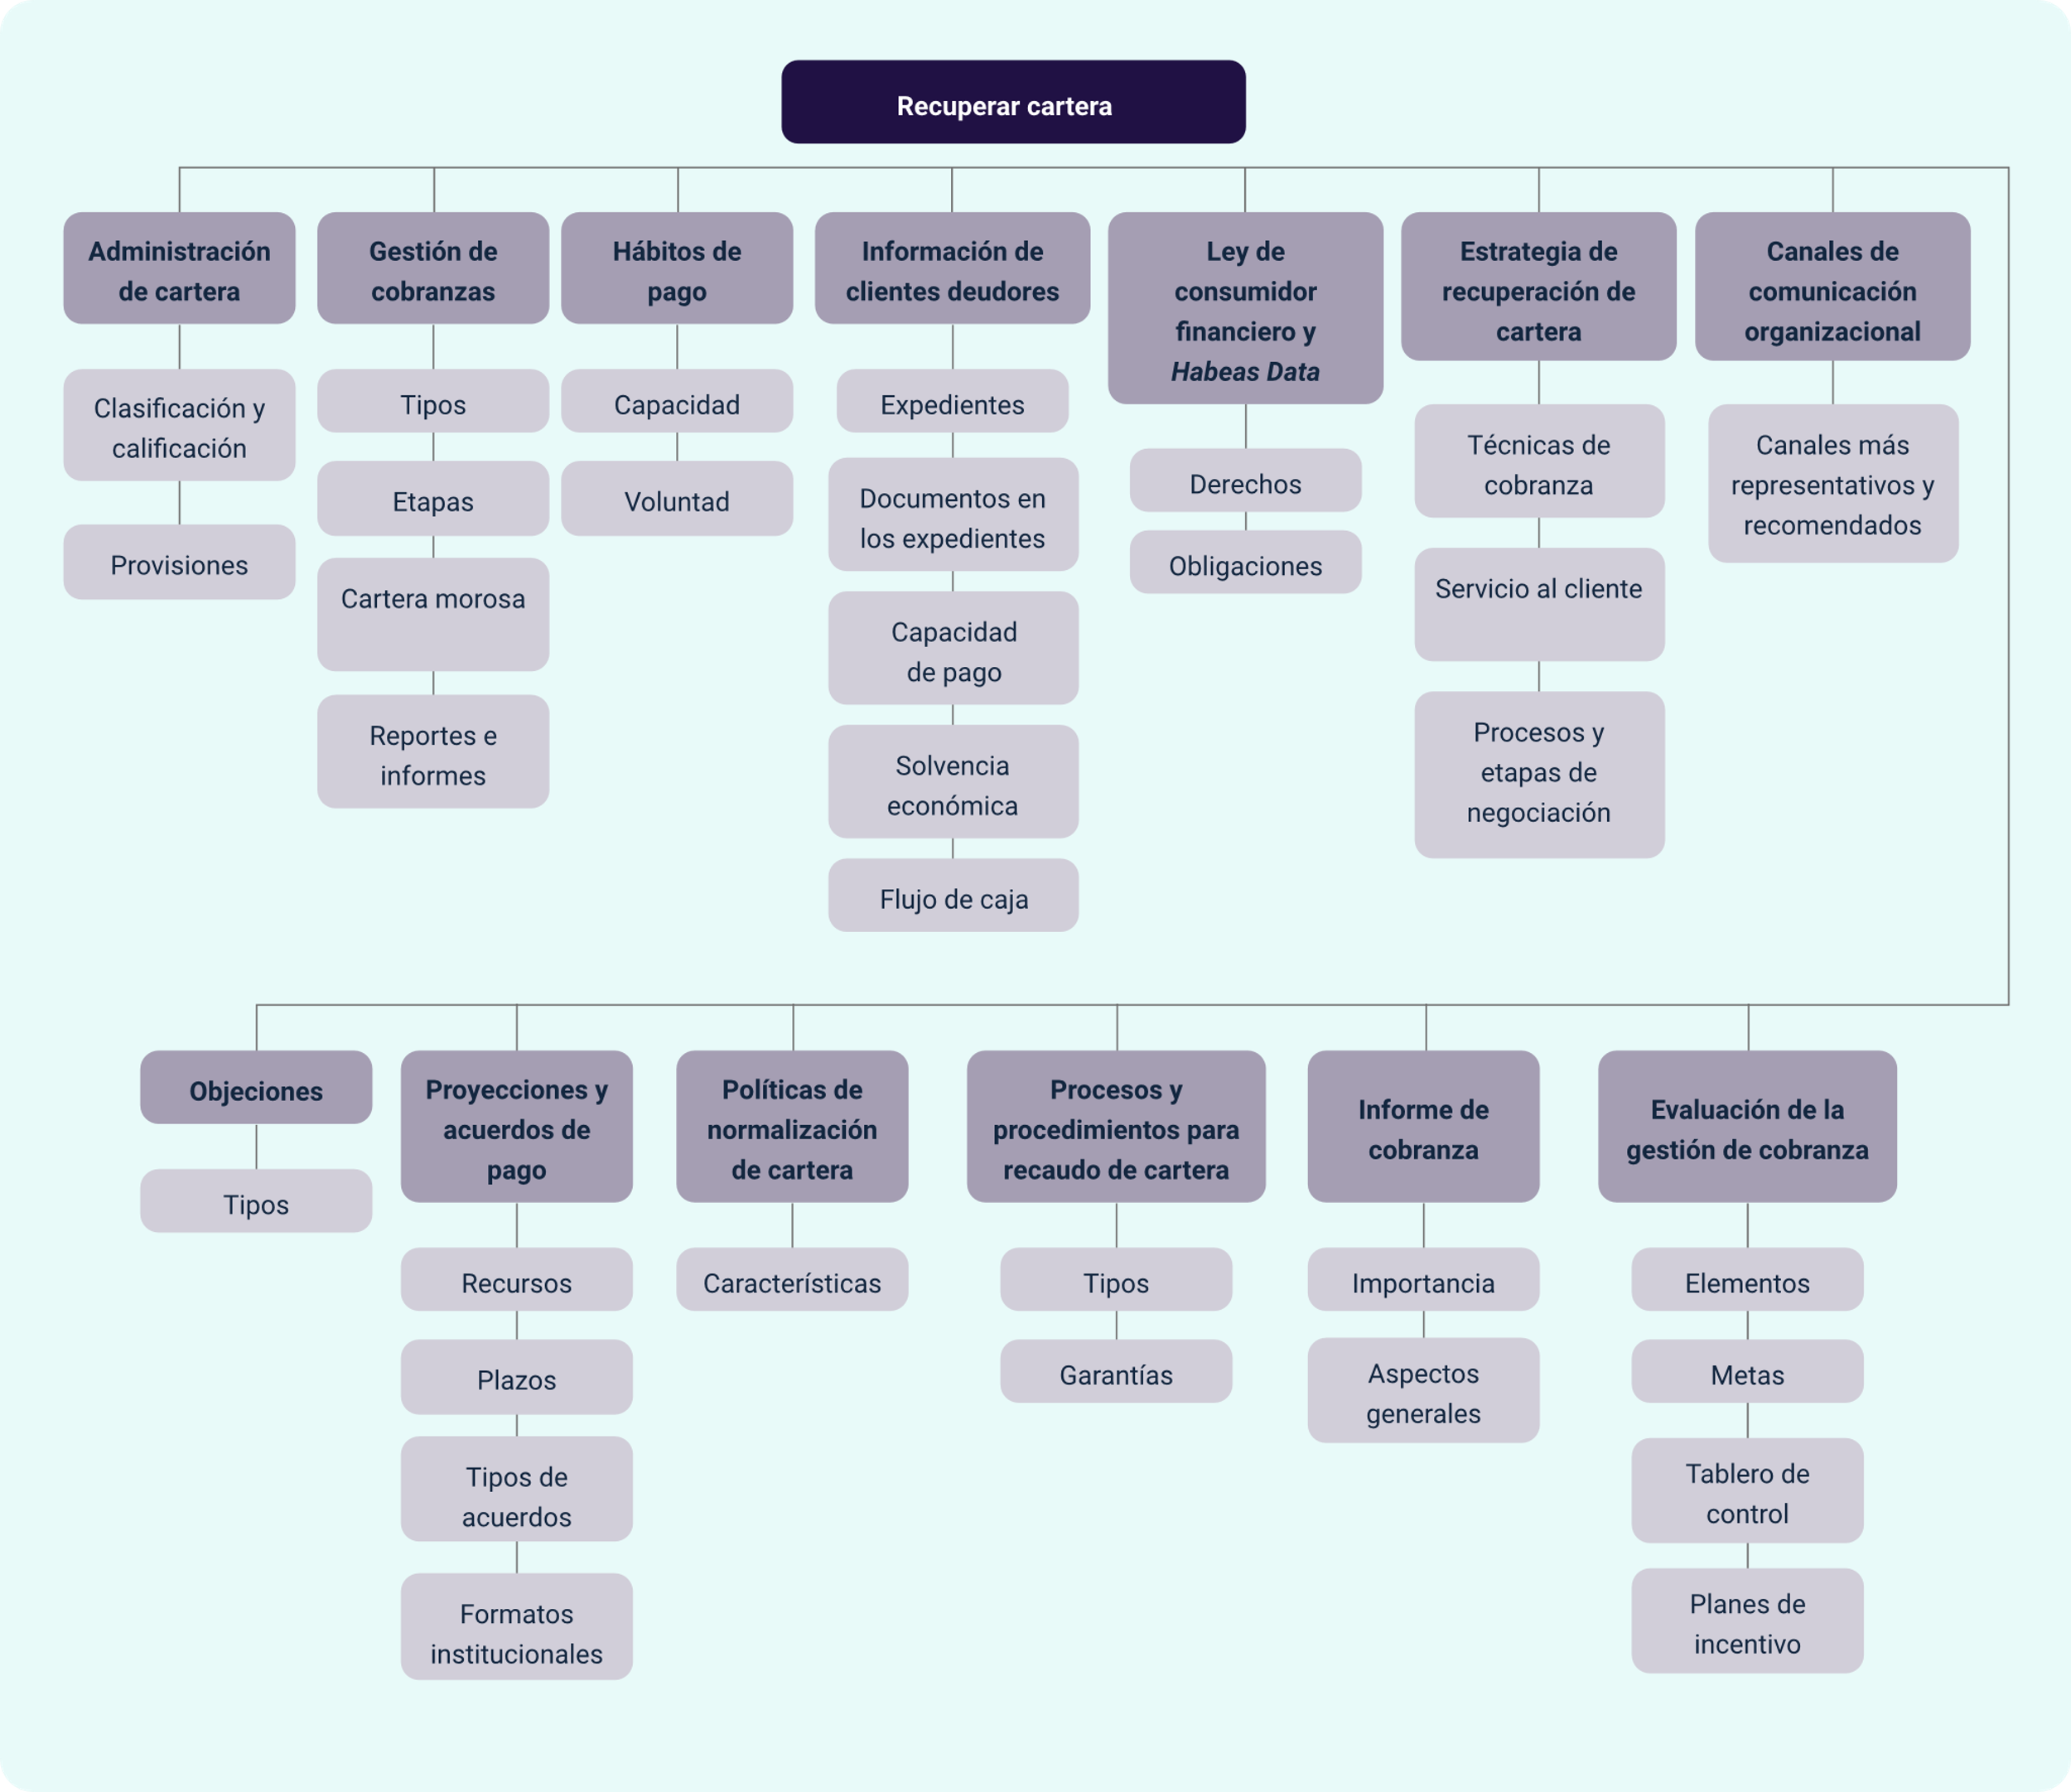 Recuperar cartera
Administración
de cartera
Clasificación y
calificación
Provisiones
Gestión de
cobranzas
Tipos
Etapas
Cartera morosa
Reportes e
informes
Hábitos de
pago
Capacidad
Voluntad
Información de
clientes deudores
Expedientes
Documentos en
los expedientes
Capacidad
de pago
Solvencia
económica
Flujo de caja
Ley de
consumidor
financiero y
Habeas Data
Derechos
Obligaciones
Estrategia de
recuperación de
cartera
Técnicas de
cobranza
Servicio al cliente
Procesos y
etapas de
negociación
Canales de
comunicación
organizacional
Canales más
representativos y
recomendados
Objeciones
Tipos
Proyecciones y
acuerdos de
pago
Recursos
Plazos
Tipos de
acuerdos
Formatos
institucionales
Políticas de
normalización
de cartera
Características
Procesos y
procedimientos para
recaudo de cartera
Tipos
Garantías
Informe de
cobranza
Importancia
Aspectos
generales
Evaluación de la
gestión de cobranza
Elementos
Metas
Tablero de
control
Planes de
incentivo